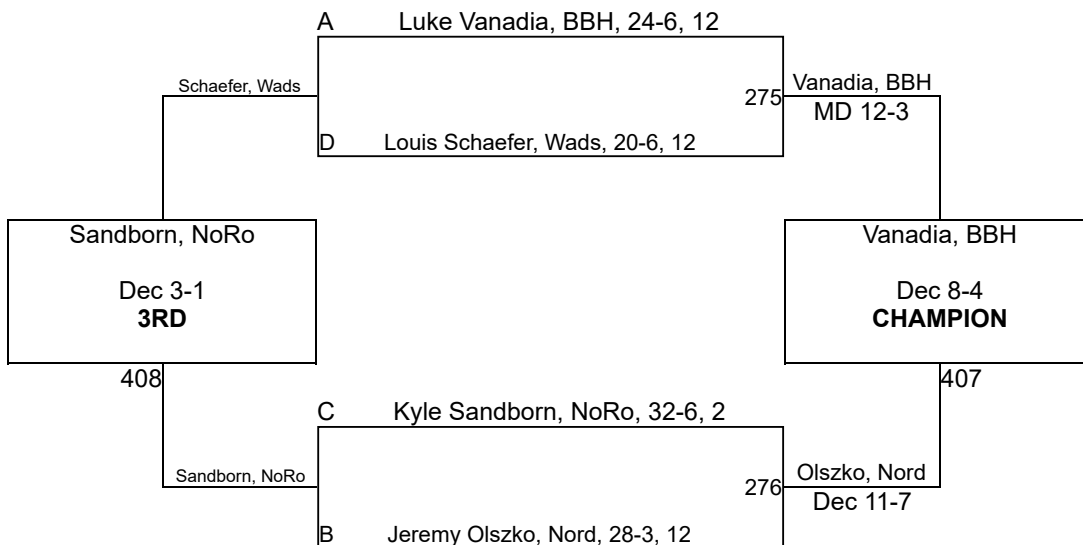 A Luke Vanadia, BBH, 24-6, 12
Schaefer, Wads
275
Vanadia, BBH
MD 12-3
D Louis Schaefer, Wads, 20-6, 12
Sandborn, NoRo
Dec 3-1
3RD
408
Vanadia, BBH
Dec 8-4
CHAMPION
407
C Kyle Sandborn, NoRo, 32-6, 2
Sandborn, NoRo
276
Olszko, Nord
Dec 11-7
B Jeremy Olszko, Nord, 28-3, 12